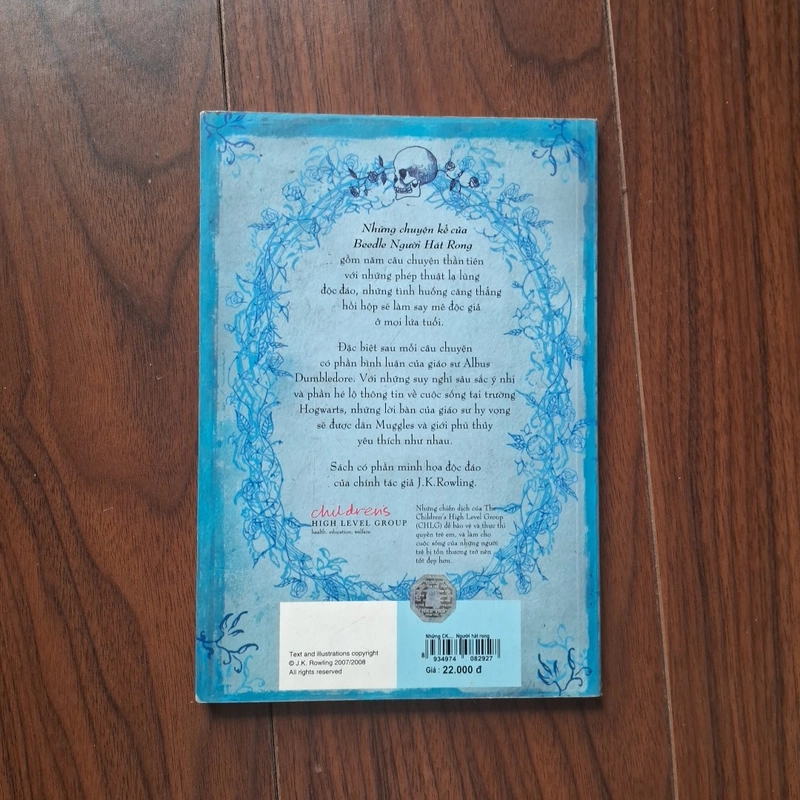 Những chuyện kể của
Beedle Người Hát Rong
gồm năm câu chuyện thần tiên
với những phép thuật lạ lùng
độc đáo, những tình huống căng thẳng
hồi hộp sẽ làm say mê độc giả
ở mọi lứa tuổi.
Đặc biệt sau mỗi câu chuyện
có phần bình luận của giáo sư Albus
Dumbledore. Với những suy nghĩ sâu sắc ý nhị
và phần hé lộ thông tin về cuộc sống tại trường
Hogwarts, những lời bàn của giáo sư hy vọng
sẽ được dân Muggles và giới phù thủy
yêu thích như nhau.
Sách có phần minh họa độc đáo
của chính tác giả J.K.Rowling.
childrens
HIGH LEVEL GROUP
health. education. welfare
Những chiến dịch của The
Children's High Level Group
(CHLG) để bảo vệ và thực thi
quyền trẻ em, và làm cho
cuộc sống của những người
trẻ bị tổn thương trở nên
tốt đẹp hơn.
Text and illustrations copyright
© J.K. Rowling 2007/2008
All rights reserved
Những CK.... Người hát rong
8 934974 082927
Giá : 22.000 đ